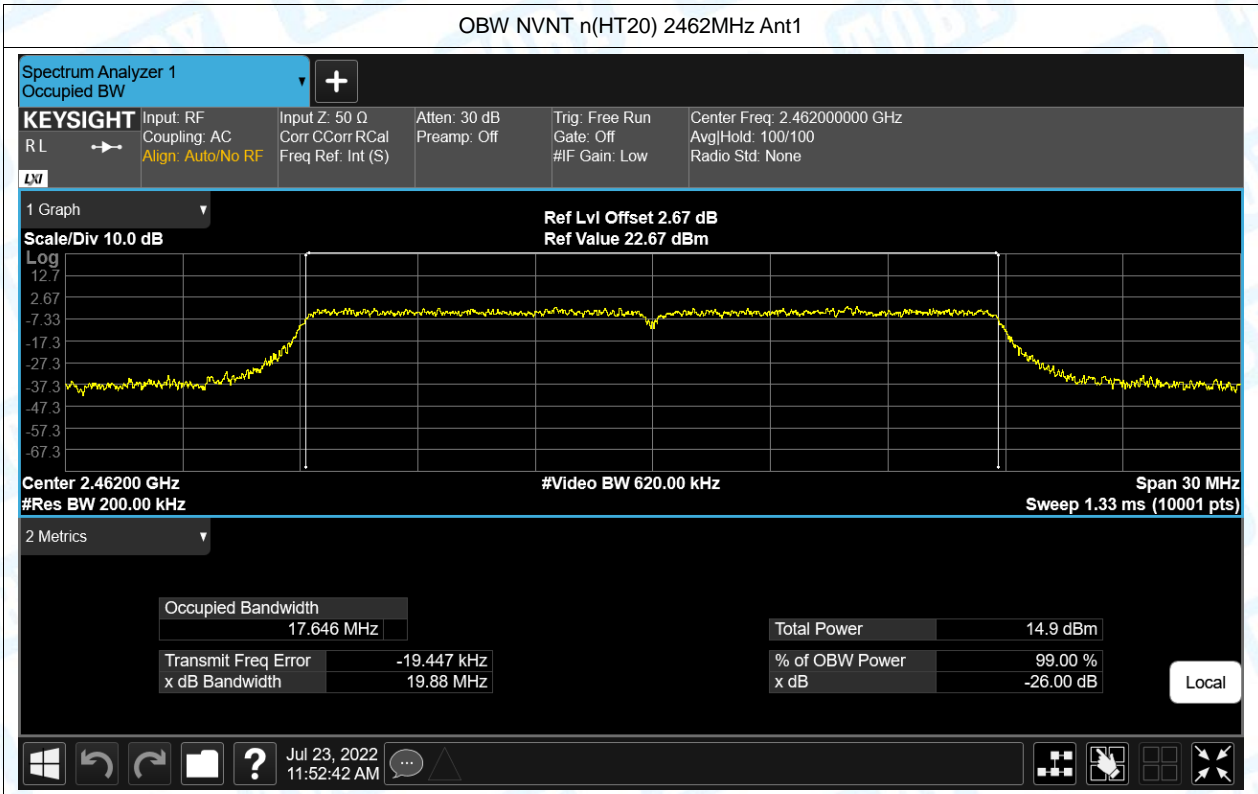 OBW NVNT n(HT20) 2462MHz Ant1
Spectrum Analyzer 1
Occupied BW
KEYSIGHT
R L
LXI
Input: RF
Coupling: AC
Align: Auto/No RF
Input Z: 50 Ω
Corr CCorr RCal
Freq Ref: Int (S)
Atten: 30 dB
Preamp: Off
Trig: Free Run
Gate: Off
#IF Gain: Low
Center Freq: 2.462000000 GHz
Avg|Hold: 100/100
Radio Std: None
1 Graph
Scale/Div 10.0 dB
Ref Lvl Offset 2.67 dB
Ref Value 22.67 dBm
Log
12.7
2.67
-7.33
-17.3
-27.3
-37.3
-47.3
-57.3
-67.3
Center 2.46200 GHz
#Video BW 620.00 kHz
Span 30 MHz
#Res BW 200.00 kHz
Sweep 1.33 ms (10001 pts)
2 Metrics
Occupied Bandwidth
17.646 MHz
Total Power 14.9 dBm
Transmit Freq Error -19.447 kHz
% of OBW Power 99.00 %
x dB Bandwidth 19.88 MHz
x dB -26.00 dB
Local
?
Jul 23, 2022
11:52:42 AM
TOBY